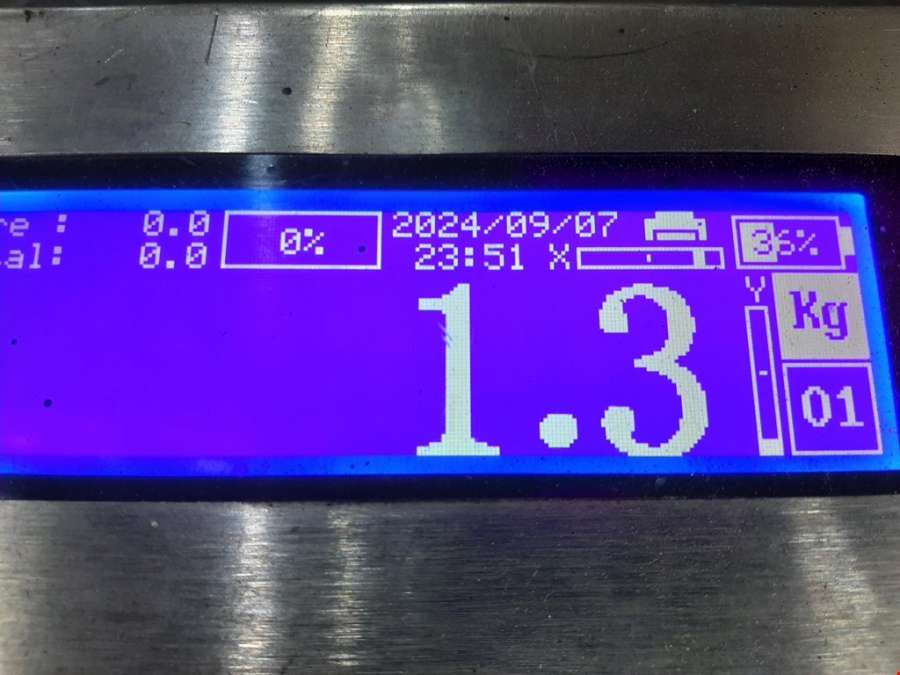 re : 0.0 0% 2024/09/07 36%
al: 0.0 23:51 X
1.3 Y Kg
01